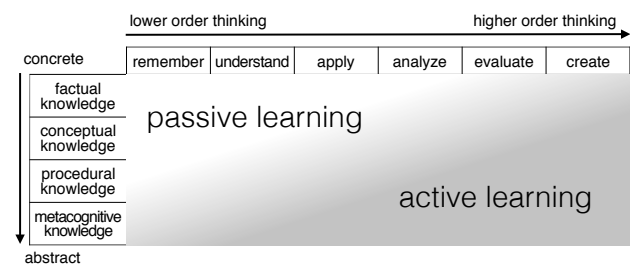 lower order thinking higher order thinking
concrete remember understand apply analyze evaluate create
factual
knowledge
conceptual
knowledge
procedural
knowledge
metacognitive
knowledge
abstract
passive learning
active learning